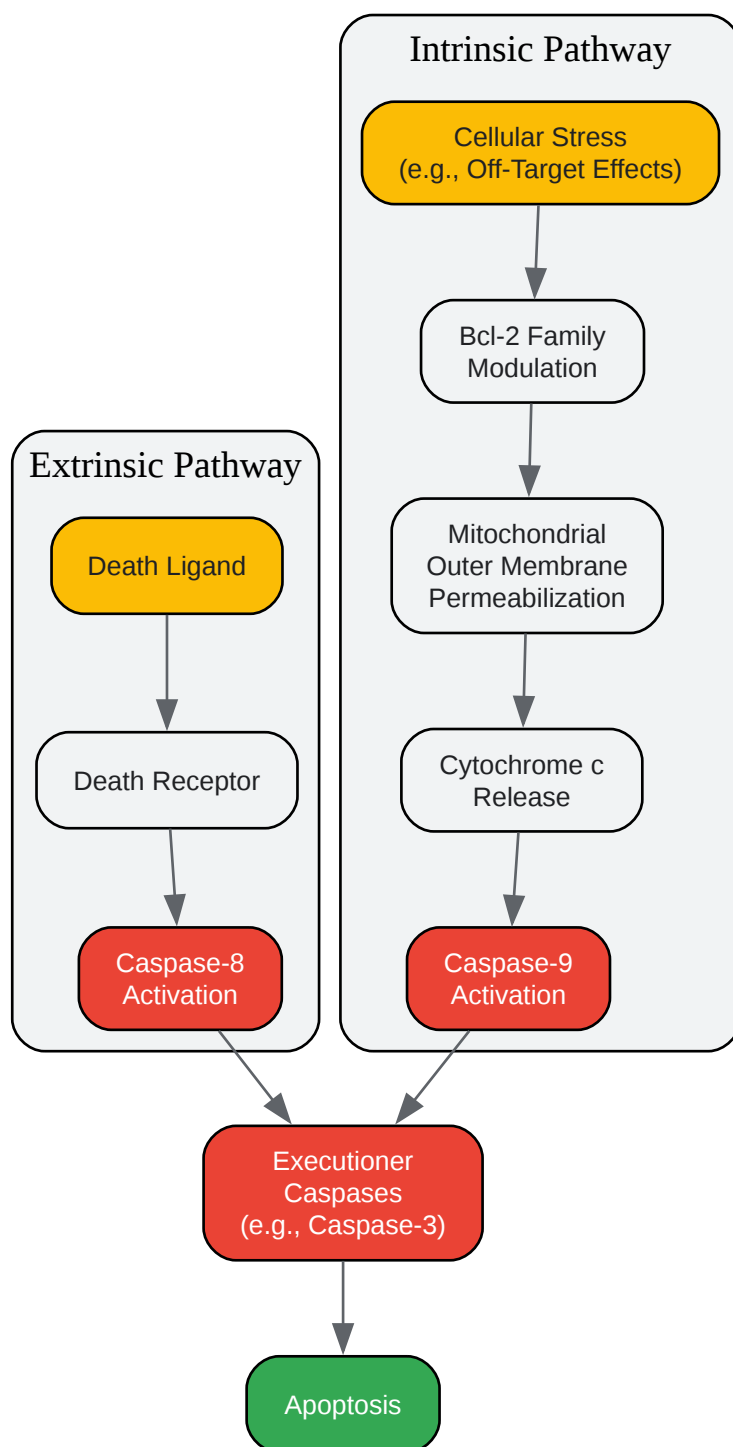 Intrinsic Pathway
Cellular Stress
(e.g., Off-Target Effects)
Bcl-2 Family
Modulation
Mitochondrial
Outer Membrane
Permeabilization
Cytochrome c
Release
Caspase-9
Activation
Extrinsic Pathway
Death Ligand
Death Receptor
Caspase-8
Activation
Executioner
Caspases
(e.g., Caspase-3)
Apoptosis